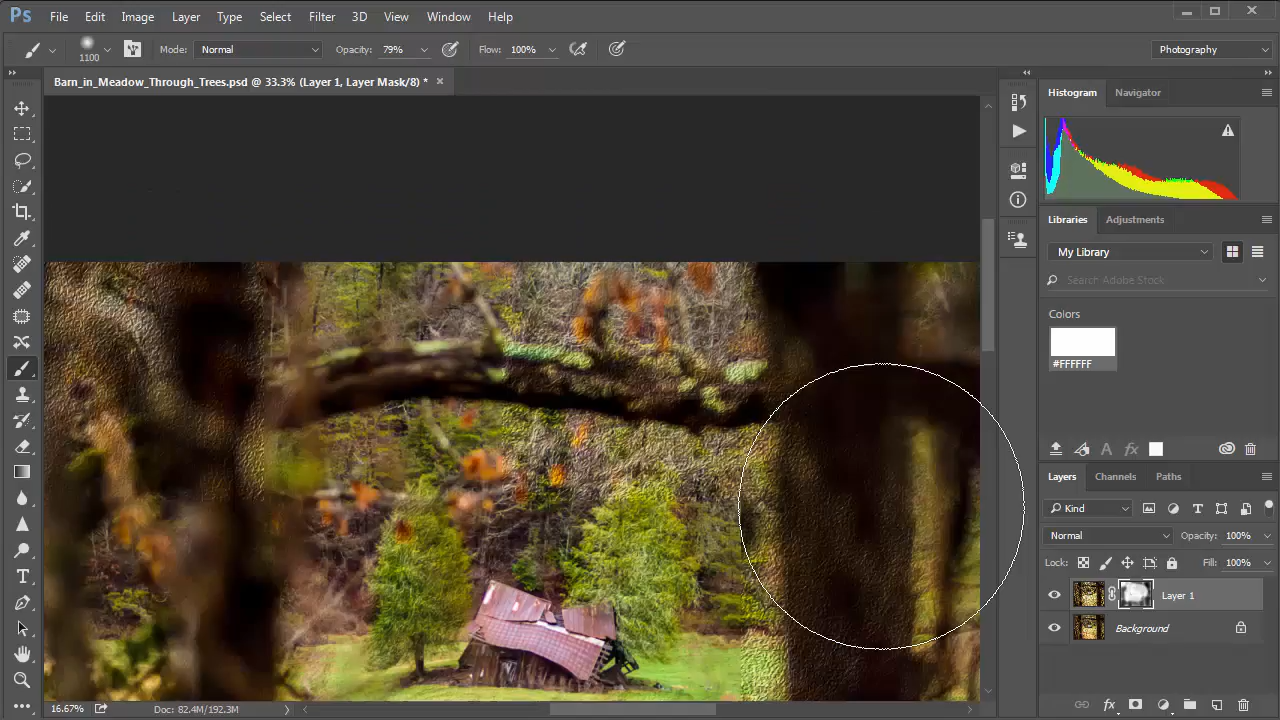 Ps File Edit Image Layer Type Select Filter 3D View Window Help
1100 Mode: Normal Opacity: 79% Flow: 100% Photography
Barn_in_Meadow_Through_Trees.psd @ 33.3% (Layer 1, Layer Mask/8) * ×
Histogram Navigator
Libraries Adjustments
My Library
Search Adobe Stock
Colors
#FFFFFF
Layers Channels Paths
Kind
Normal Opacity: 100%
Lock: Fill: 100%
Layer 1
Background
16.67% Doc: 82.4M/192.3M